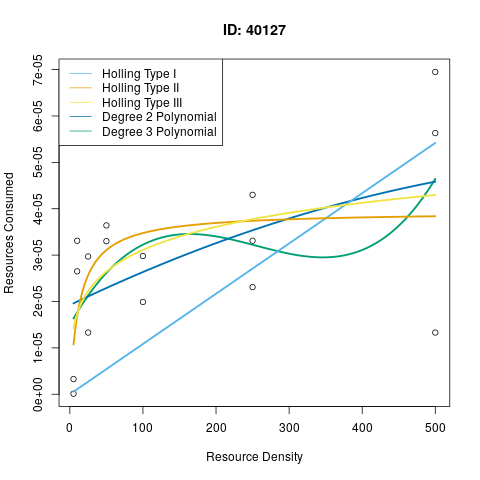 ID: 40127
Holling Type I
Holling Type II
Holling Type III
Degree 2 Polynomial
Degree 3 Polynomial
Resources Consumed
7e-05
6e-05
5e-05
4e-05
3e-05
2e-05
1e-05
0e+00
0 100 200 300 400 500
Resource Density